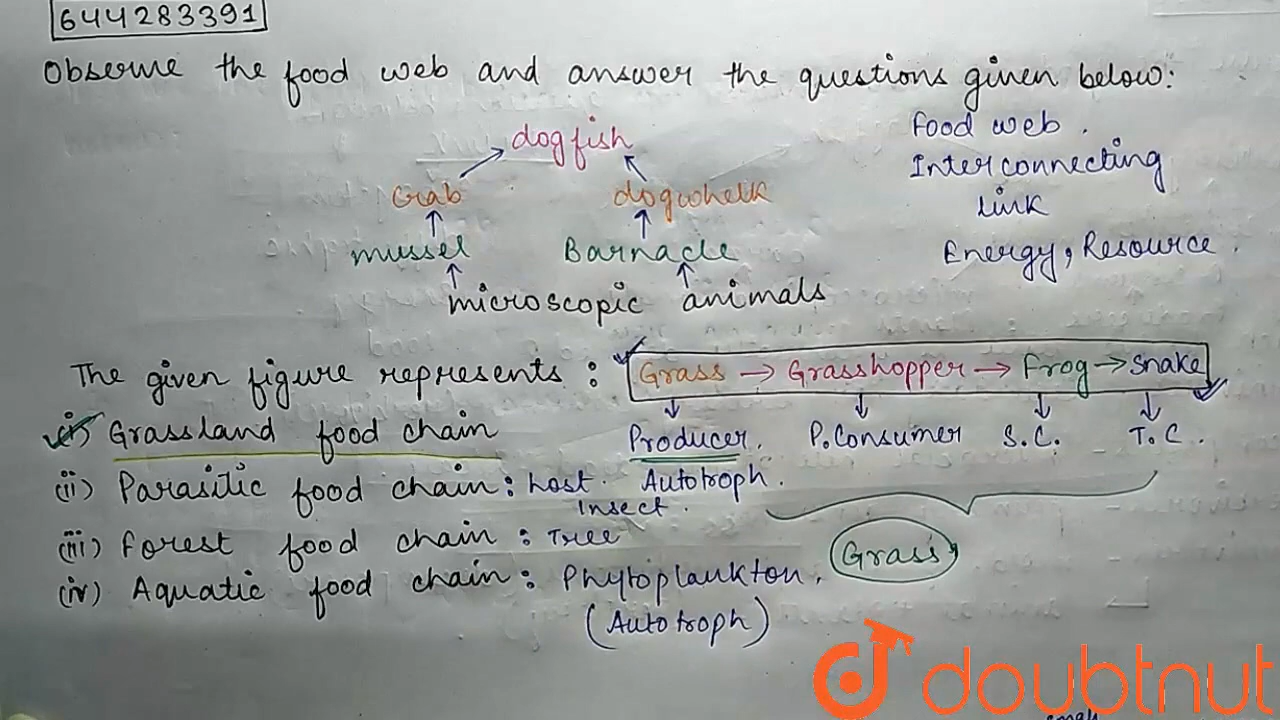 644283391
Observe the food web and answer the questions given below:
dogfish
Crab dogwhelk
mussel Barnacle
microscopic animals
Food web.
Interconnecting
Link
Energy, Resource.
The given figure represents : Grass → Grasshopper → Frog → Snake
(i) Grassland food chain
Producer. P. Consumer S.C. T.C.
(ii) Parasitic food chain : host. Autotroph.
Insect.
(iii) Forest food chain : Tree
Grass
(iv) Aquatic food chain : Phytoplankton.
(Autotroph)
doubtnut
small